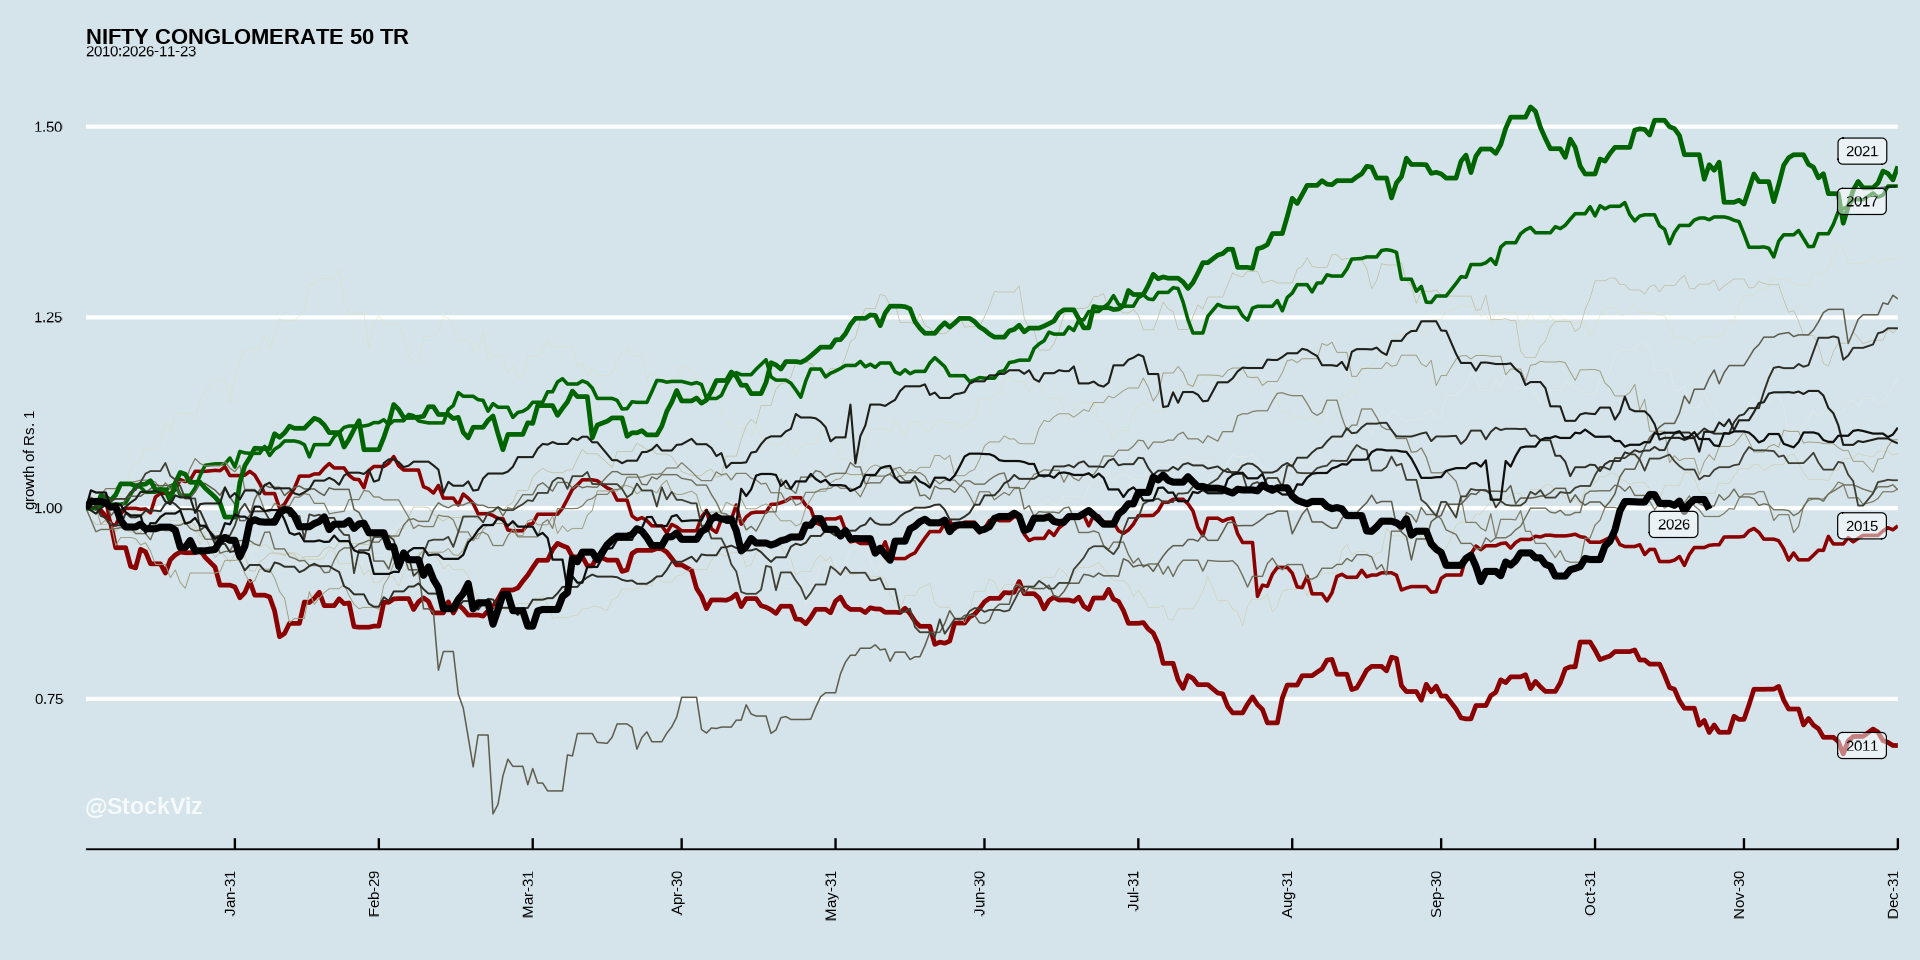 NIFTY CONGLOMERATE 50 TR
2010:2026-11-23
growth of Rs. 1
1.50
1.25
1.00
0.75
2021
2017
2026
2015
2011
@StockViz
Jan-31
Feb-29
Mar-31
Apr-30
May-31
Jun-30
Jul-31
Aug-31
Sep-30
Oct-31
Nov-30
Dec-31